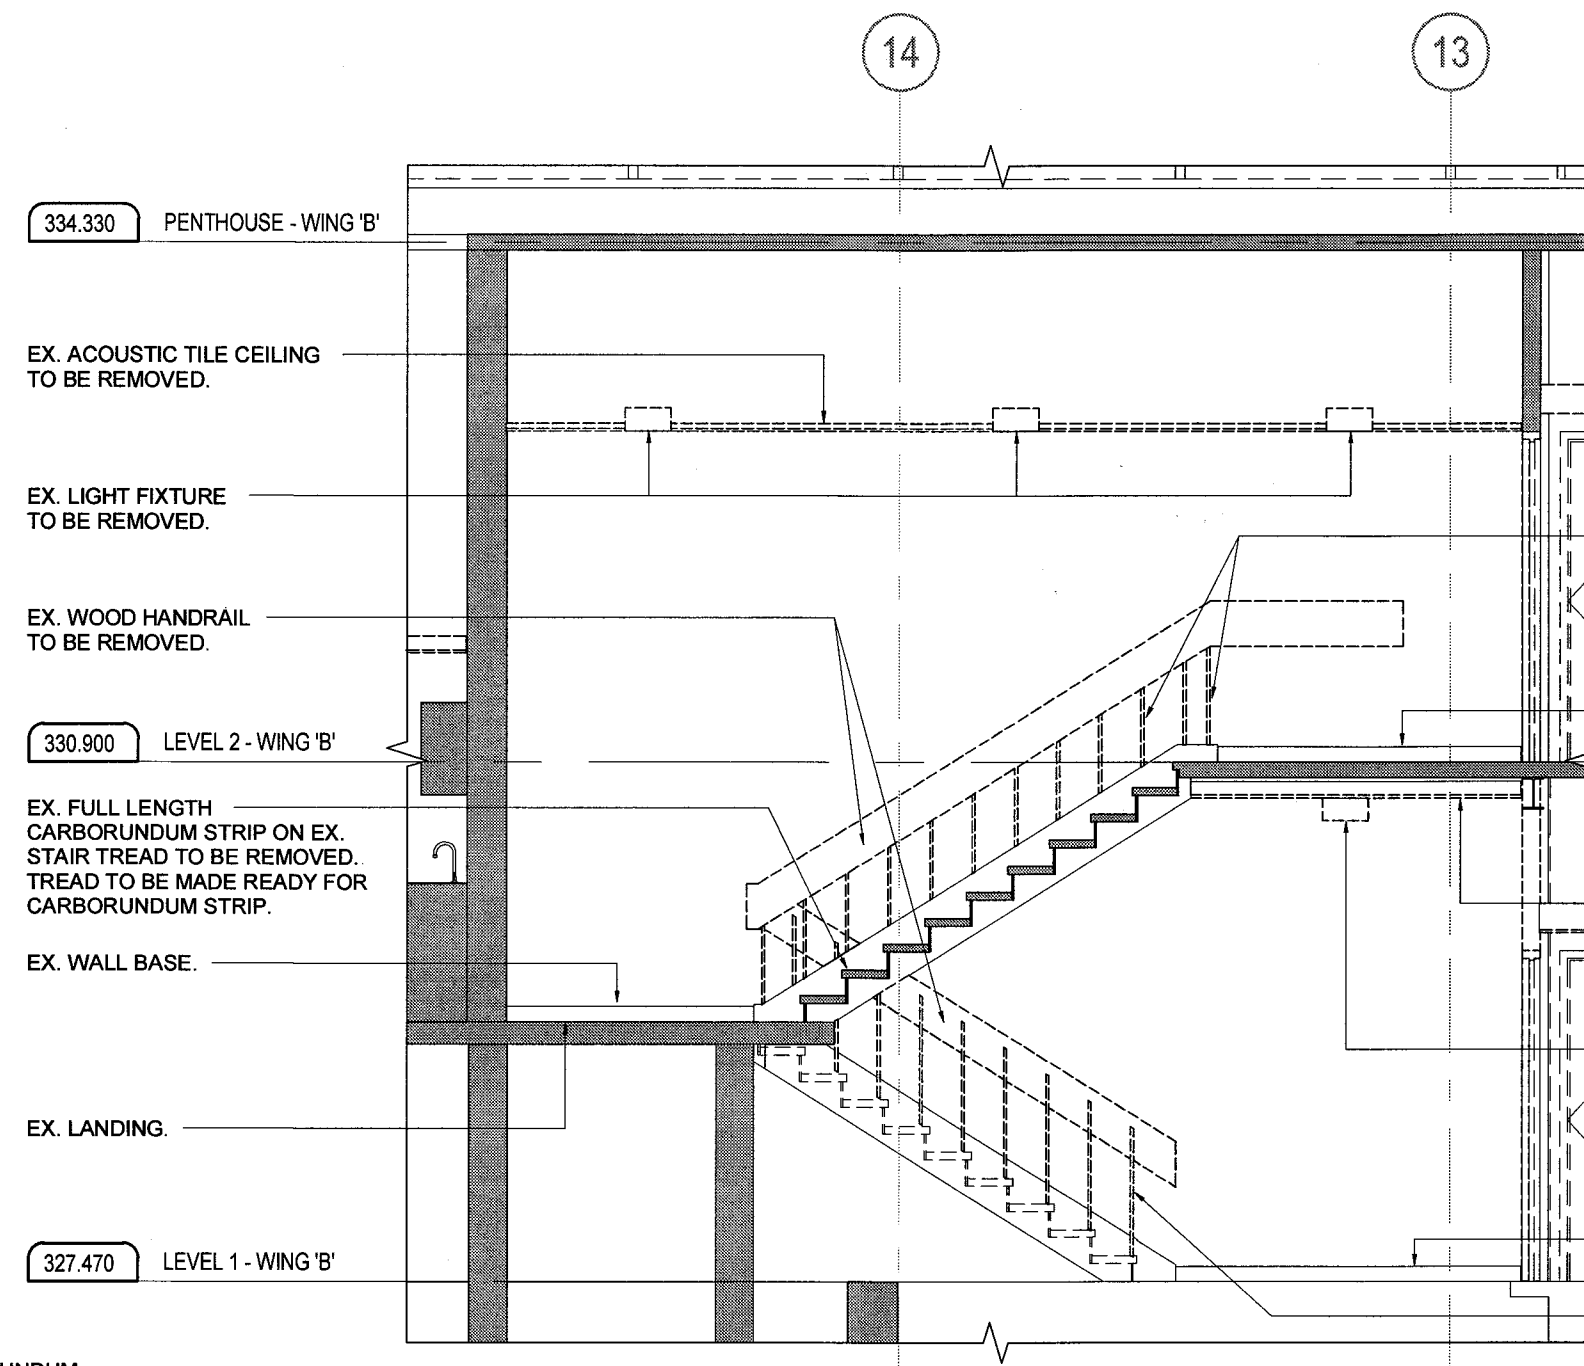 14
13
334.330 PENTHOUSE - WING 'B'
EX. ACOUSTIC TILE CEILING
TO BE REMOVED.
EX. LIGHT FIXTURE
TO BE REMOVED.
EX. WOOD HANDRAIL
TO BE REMOVED.
330.900 LEVEL 2 - WING 'B'
EX. FULL LENGTH
CARBORUNDUM STRIP ON EX.
STAIR TREAD TO BE REMOVED.
TREAD TO BE MADE READY FOR
CARBORUNDUM STRIP.
EX. WALL BASE.
EX. LANDING.
327.470 LEVEL 1 - WING 'B'